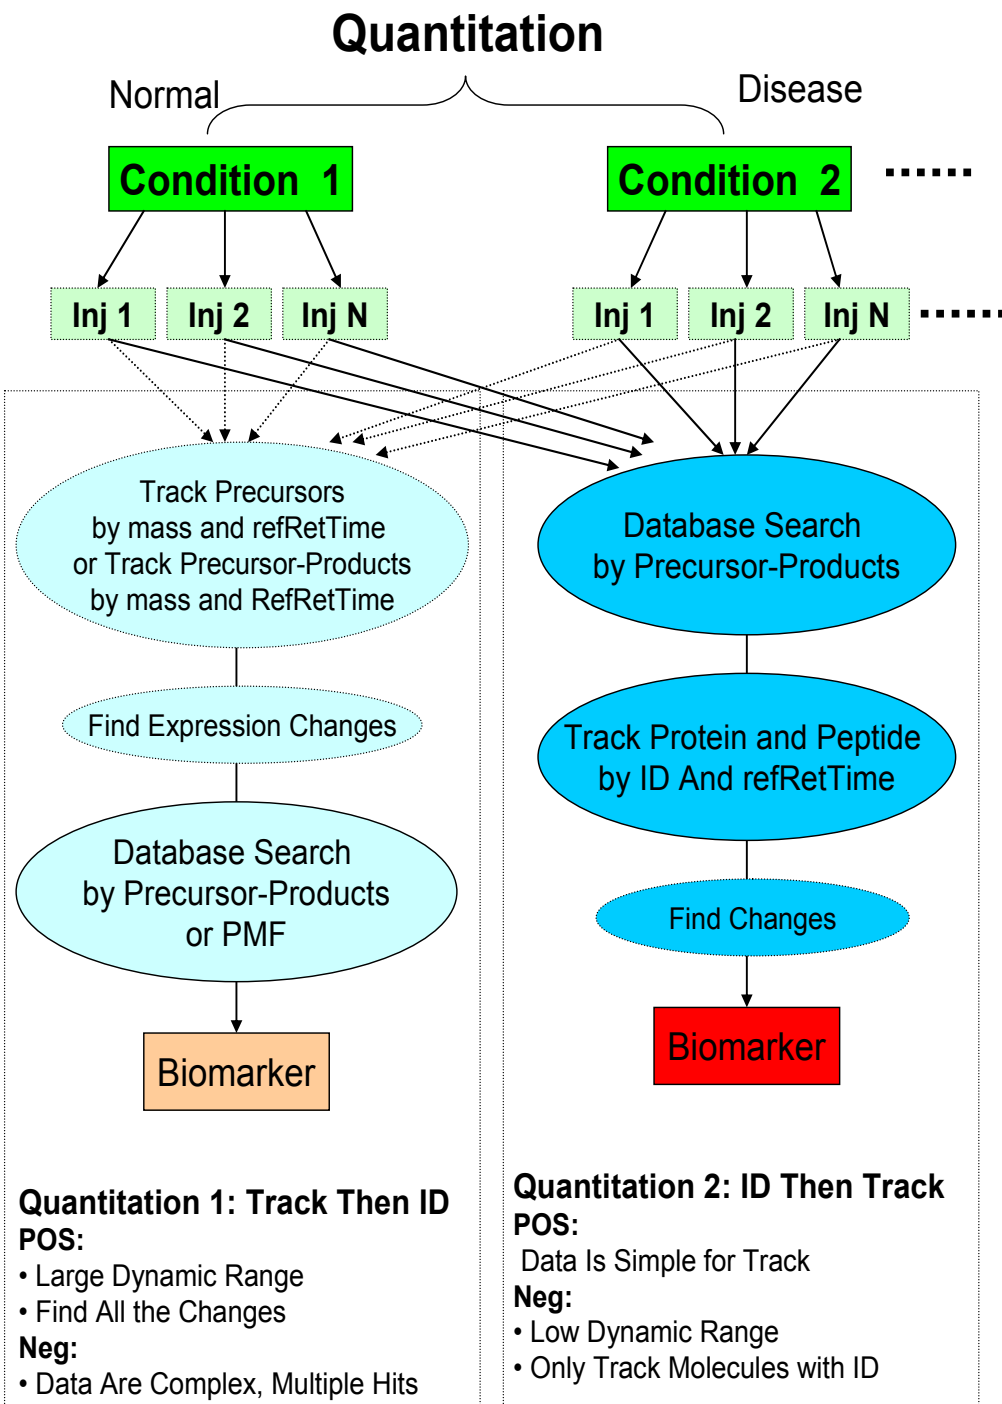 Quantitation
Normal
Disease
Condition 1
Condition 2
......
Inj 1
Inj 2
Inj N
Inj 1
Inj 2
Inj N
......
Track Precursors
by mass and refRetTime
or Track Precursor-Products
by mass and RefRetTime
Find Expression Changes
Database Search
by Precursor-Products
or PMF
Biomarker
Quantitation 1: Track Then ID
POS:
• Large Dynamic Range
• Find All the Changes
Neg:
• Data Are Complex, Multiple Hits
Database Search
by Precursor-Products
Track Protein and Peptide
by ID And refRetTime
Find Changes
Biomarker
Quantitation 2: ID Then Track
POS:
Data Is Simple for Track
Neg:
• Low Dynamic Range
• Only Track Molecules with ID